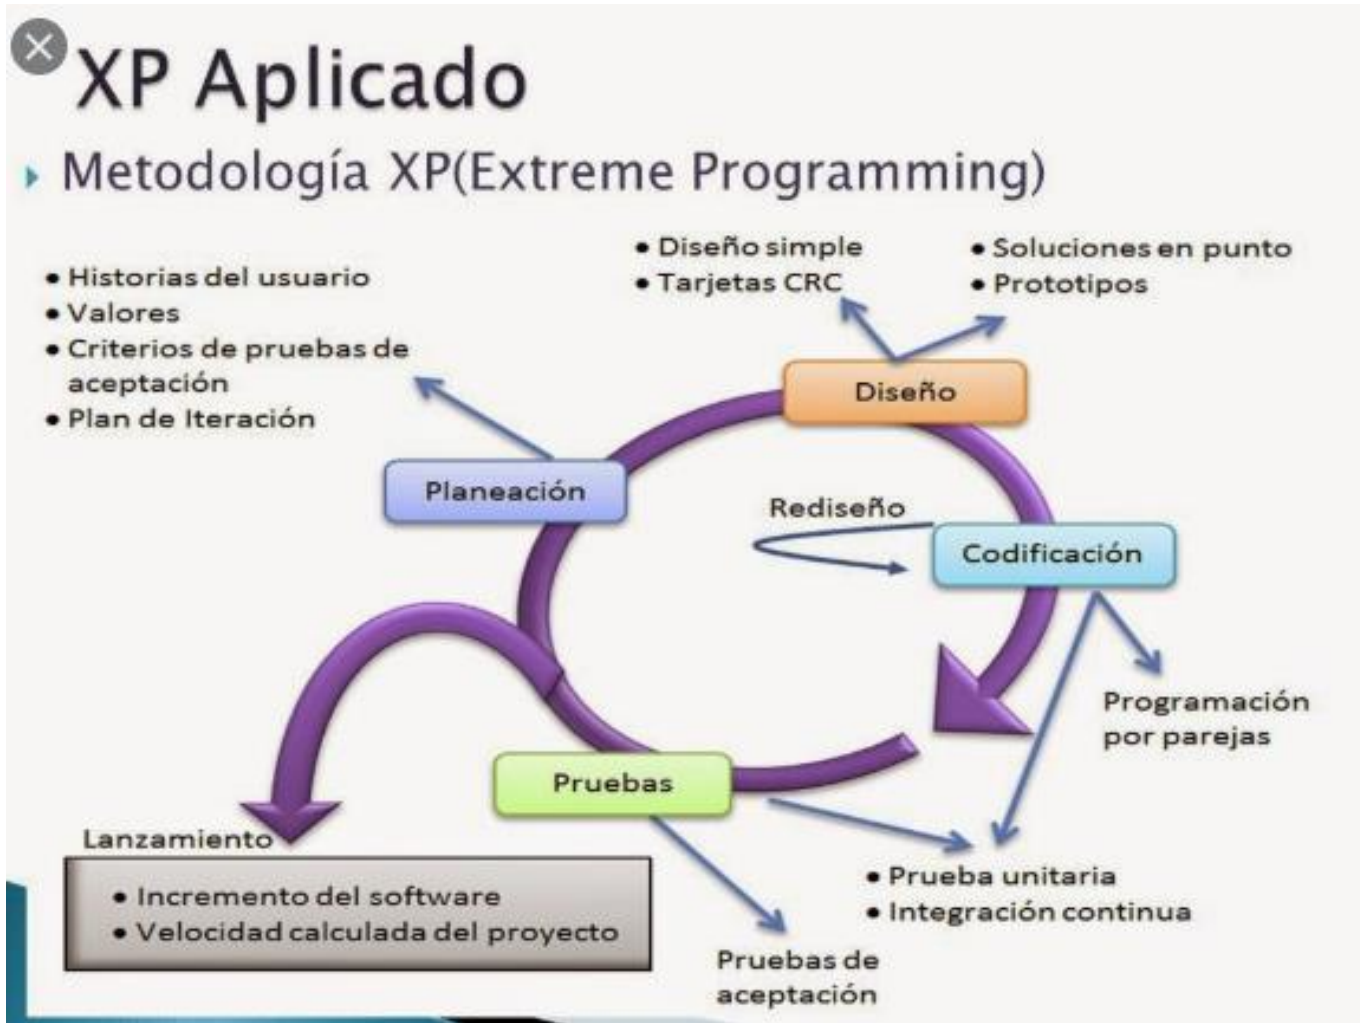 XP Aplicado
Metodología XP(Extreme Programming)
• Historias del usuario
• Valores
• Criterios de pruebas de
aceptación
• Plan de Iteración
• Diseño simple
• Tarjetas CRC
• Soluciones en punto
• Prototipos
Diseño
Planeación
Rediseño
Codificación
Programación
por parejas
Pruebas
Lanzamiento
• Incremento del software
• Velocidad calculada del proyecto
• Prueba unitaria
• Integración continua
Pruebas de
aceptación